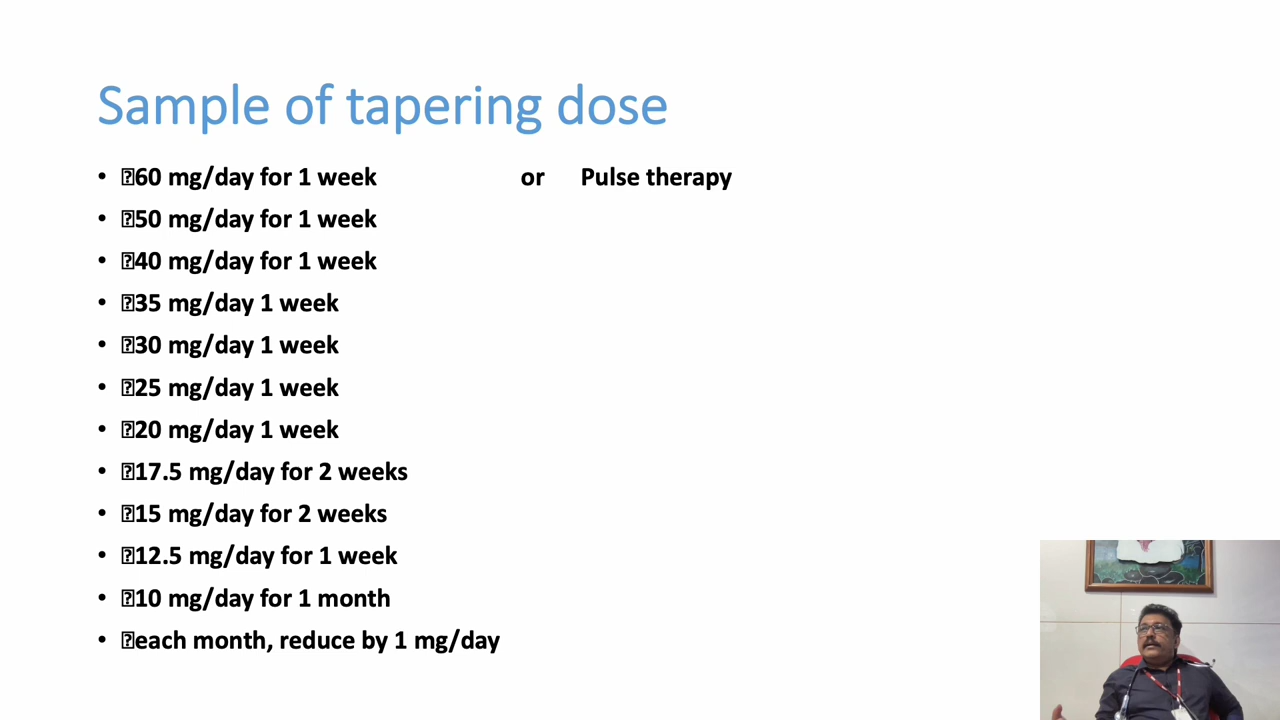 Sample of tapering dose
• 60 mg/day for 1 week or Pulse therapy
• 50 mg/day for 1 week
• 40 mg/day for 1 week
• 35 mg/day 1 week
• 30 mg/day 1 week
• 25 mg/day 1 week
• 20 mg/day 1 week
• 17.5 mg/day for 2 weeks
• 15 mg/day for 2 weeks
• 12.5 mg/day for 1 week
• 10 mg/day for 1 month
• each month, reduce by 1 mg/day